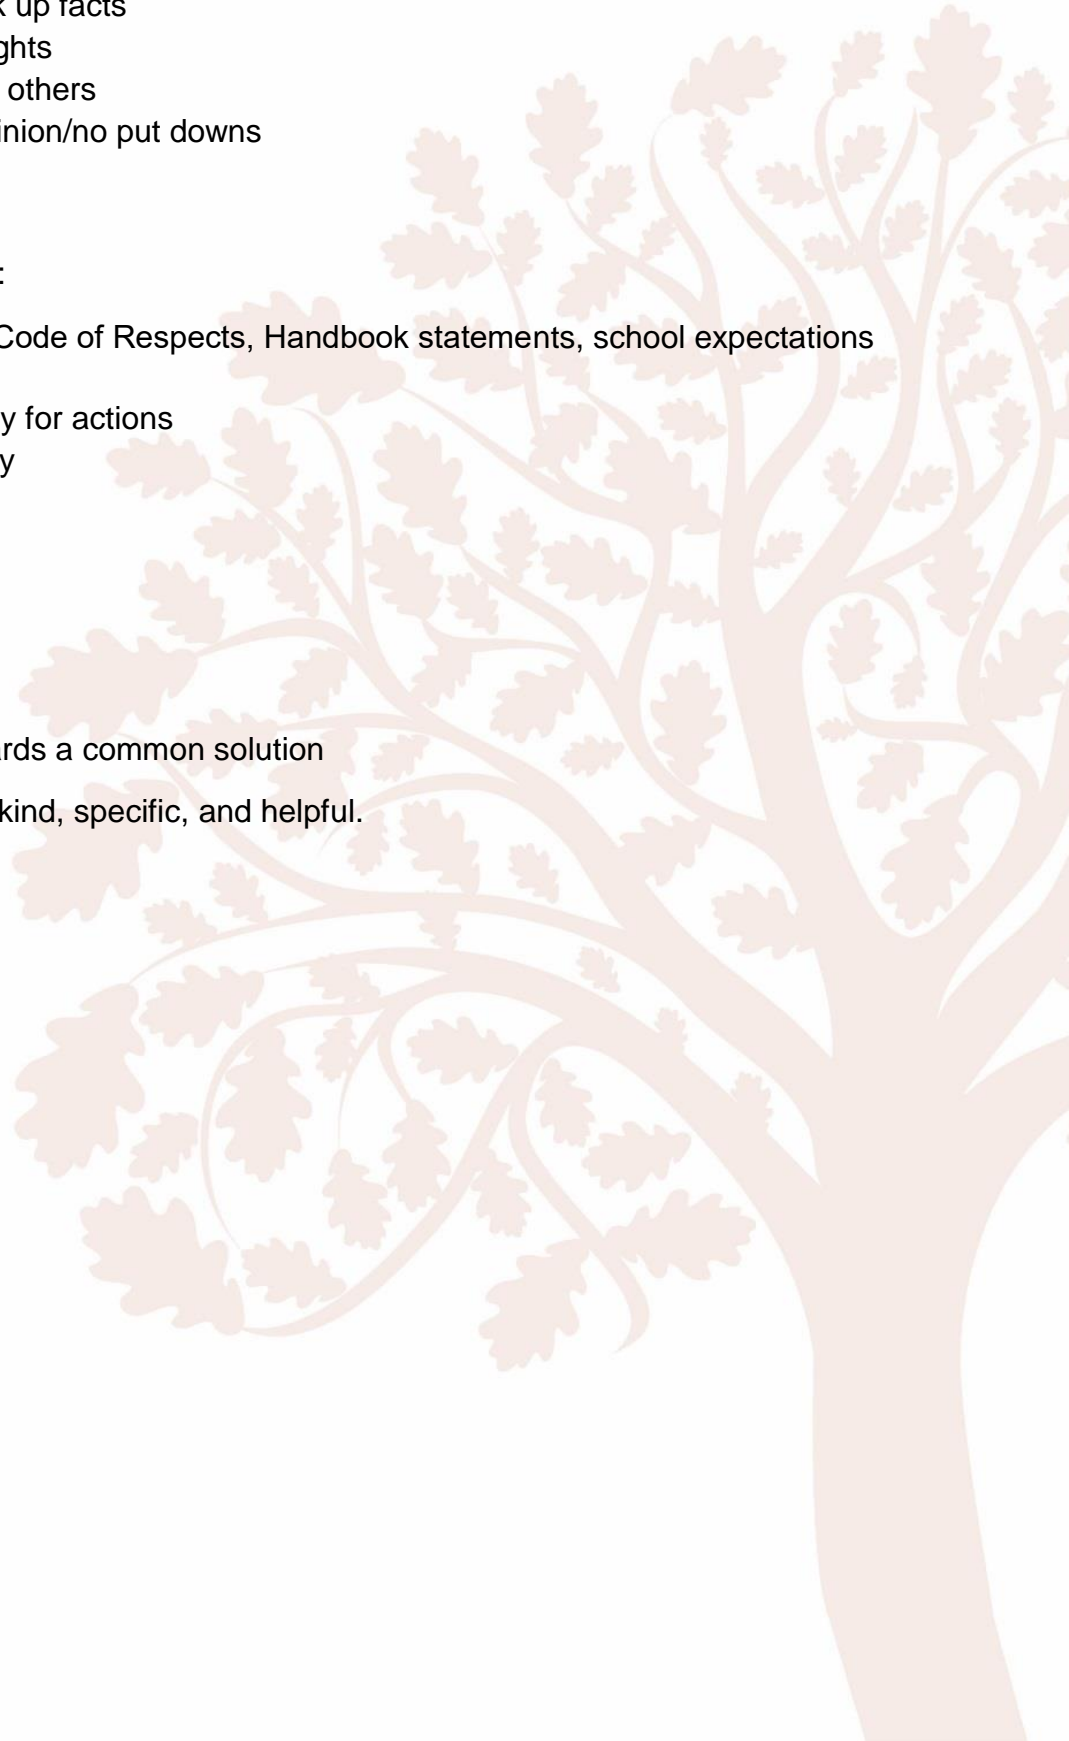 k up facts
ghts
others
inion/no put downs
:
Code of Respects, Handbook statements, school expectations
y for actions
y
ards a common solution
kind, specific, and helpful.